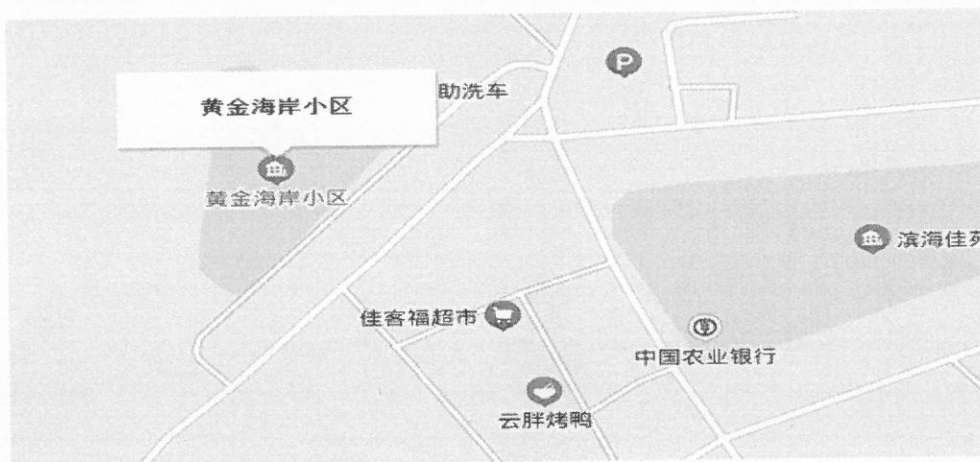 P
助洗车
黄金海岸小区
黄金海岸小区
滨海佳苑
佳客福超市
中国农业银行
云胖烤鸭